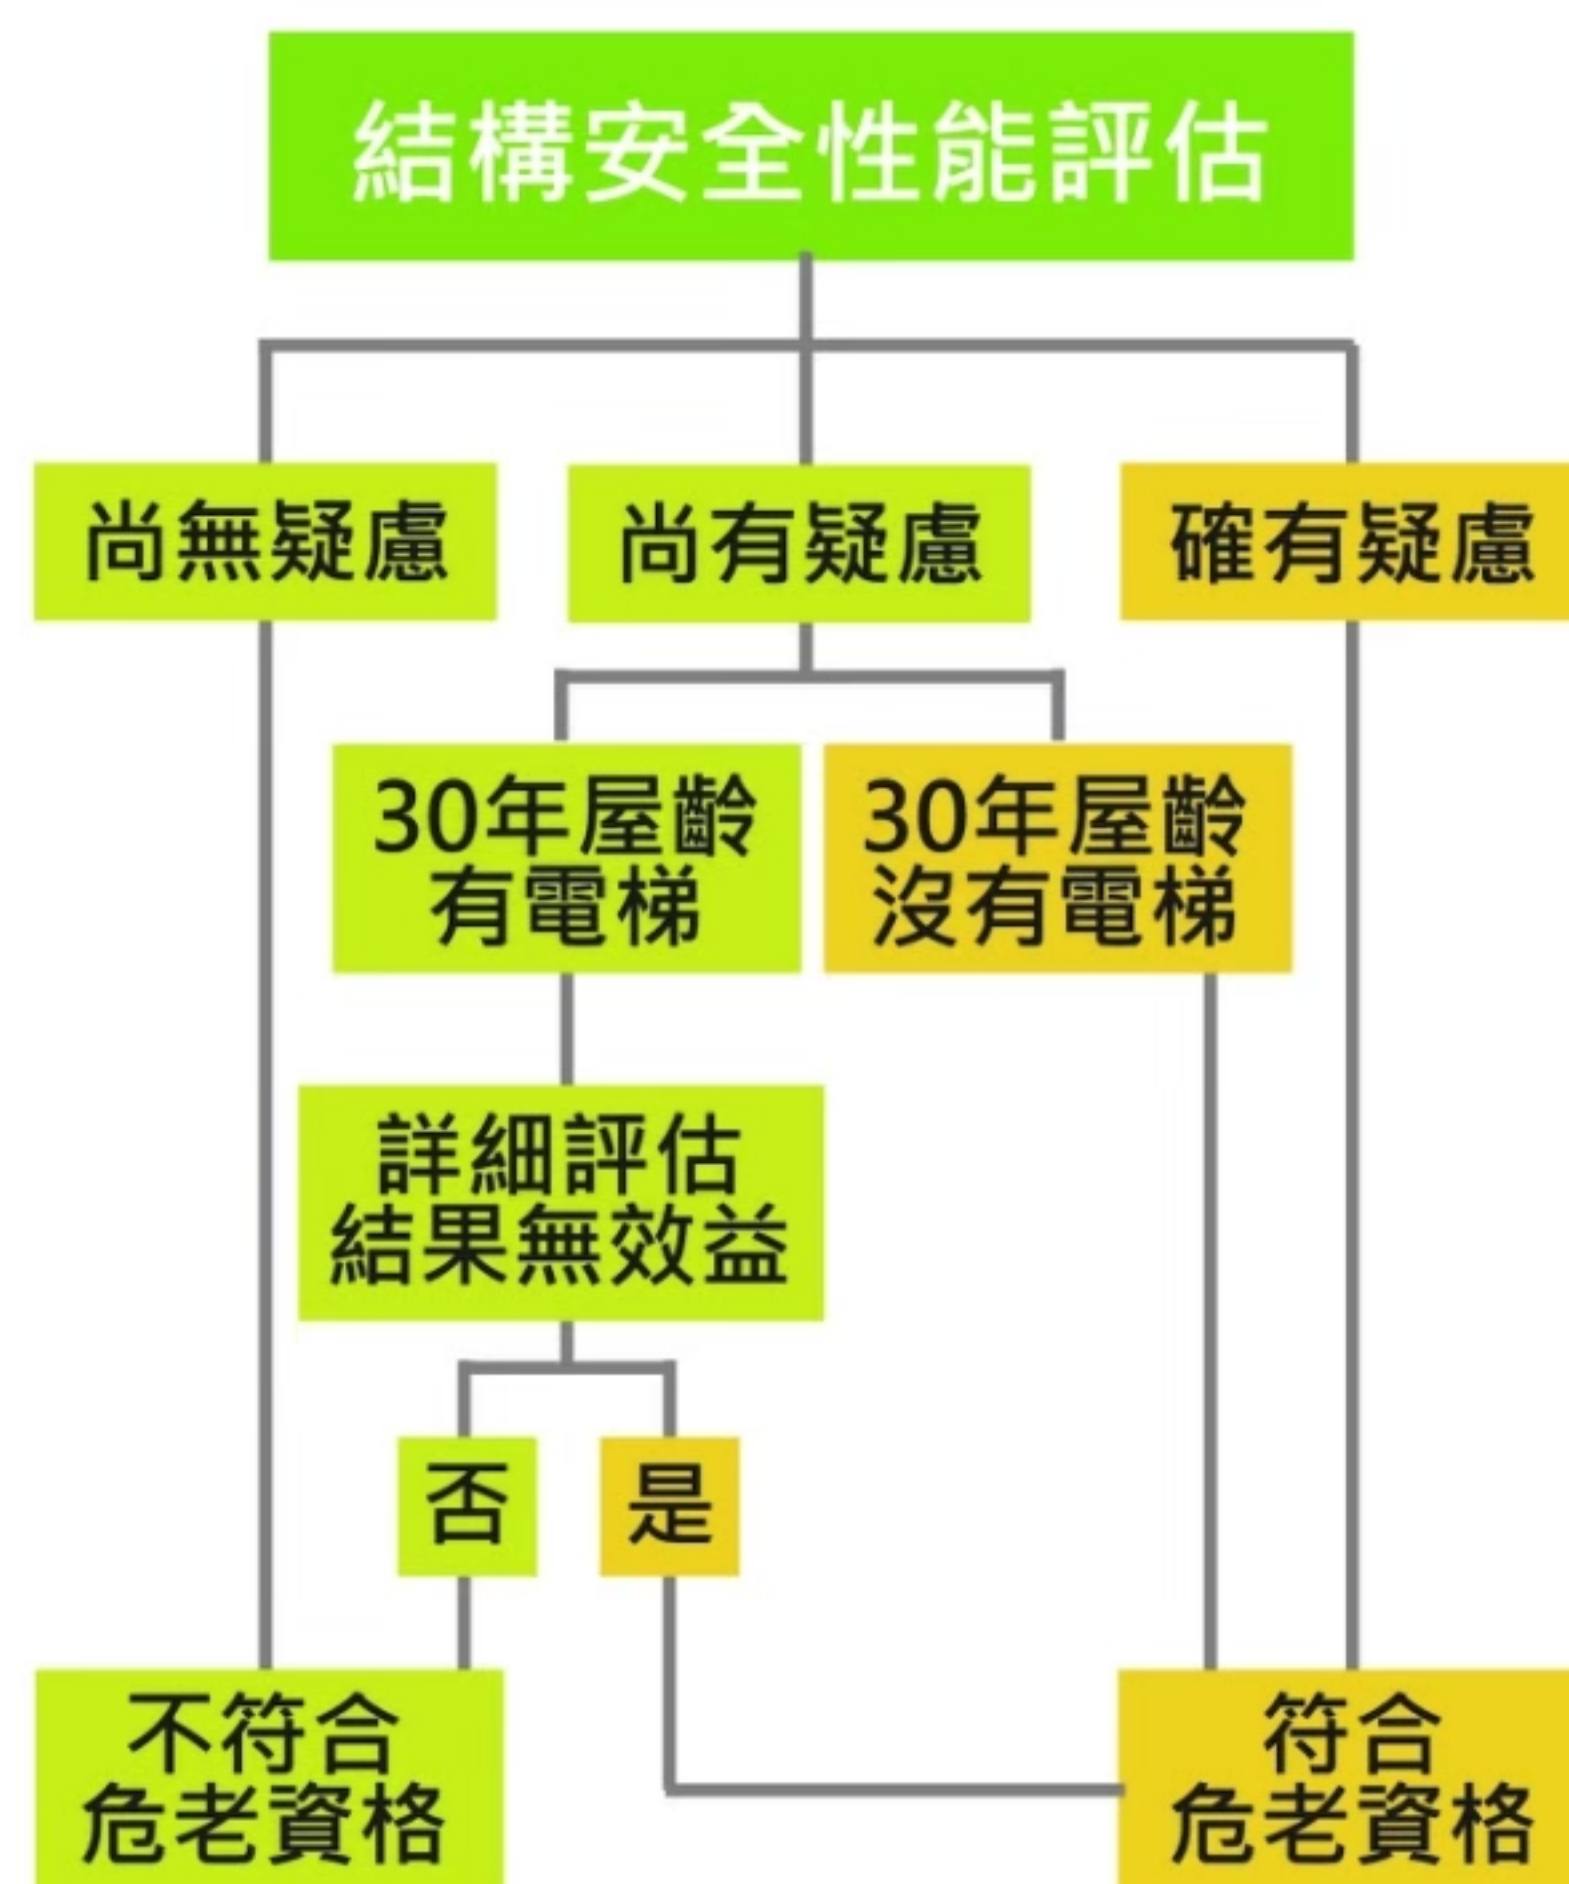 結構安全性能評估
尚無疑慮
尚有疑慮
確有疑慮
30年屋齡
有電梯
30年屋齡
沒有電梯
詳細評估
結果無效益
否
是
不符合
危老資格
符合
危老資格